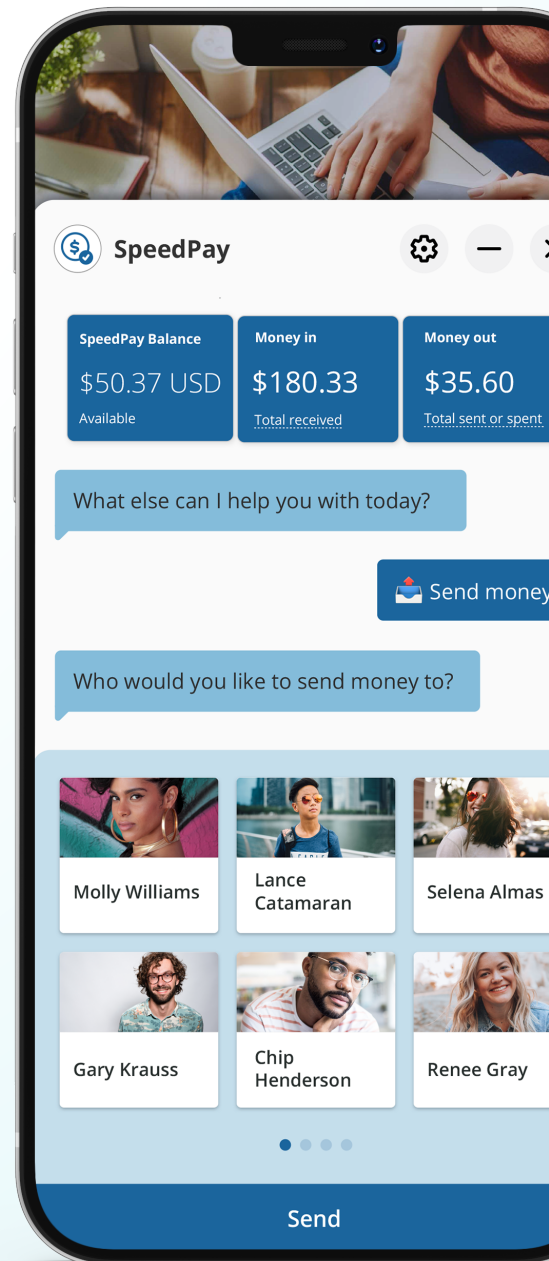 SpeedPay
SpeedPay Balance
$50.37 USD
Available
Money in
$180.33
Total received
Money out
$35.60
Total sent or spent
What else can I help you with today?
Send money
Who would you like to send money to?
Molly Williams
Lance
Catamaran
Selena Almas
Gary Krauss
Chip
Henderson
Renee Gray
Send